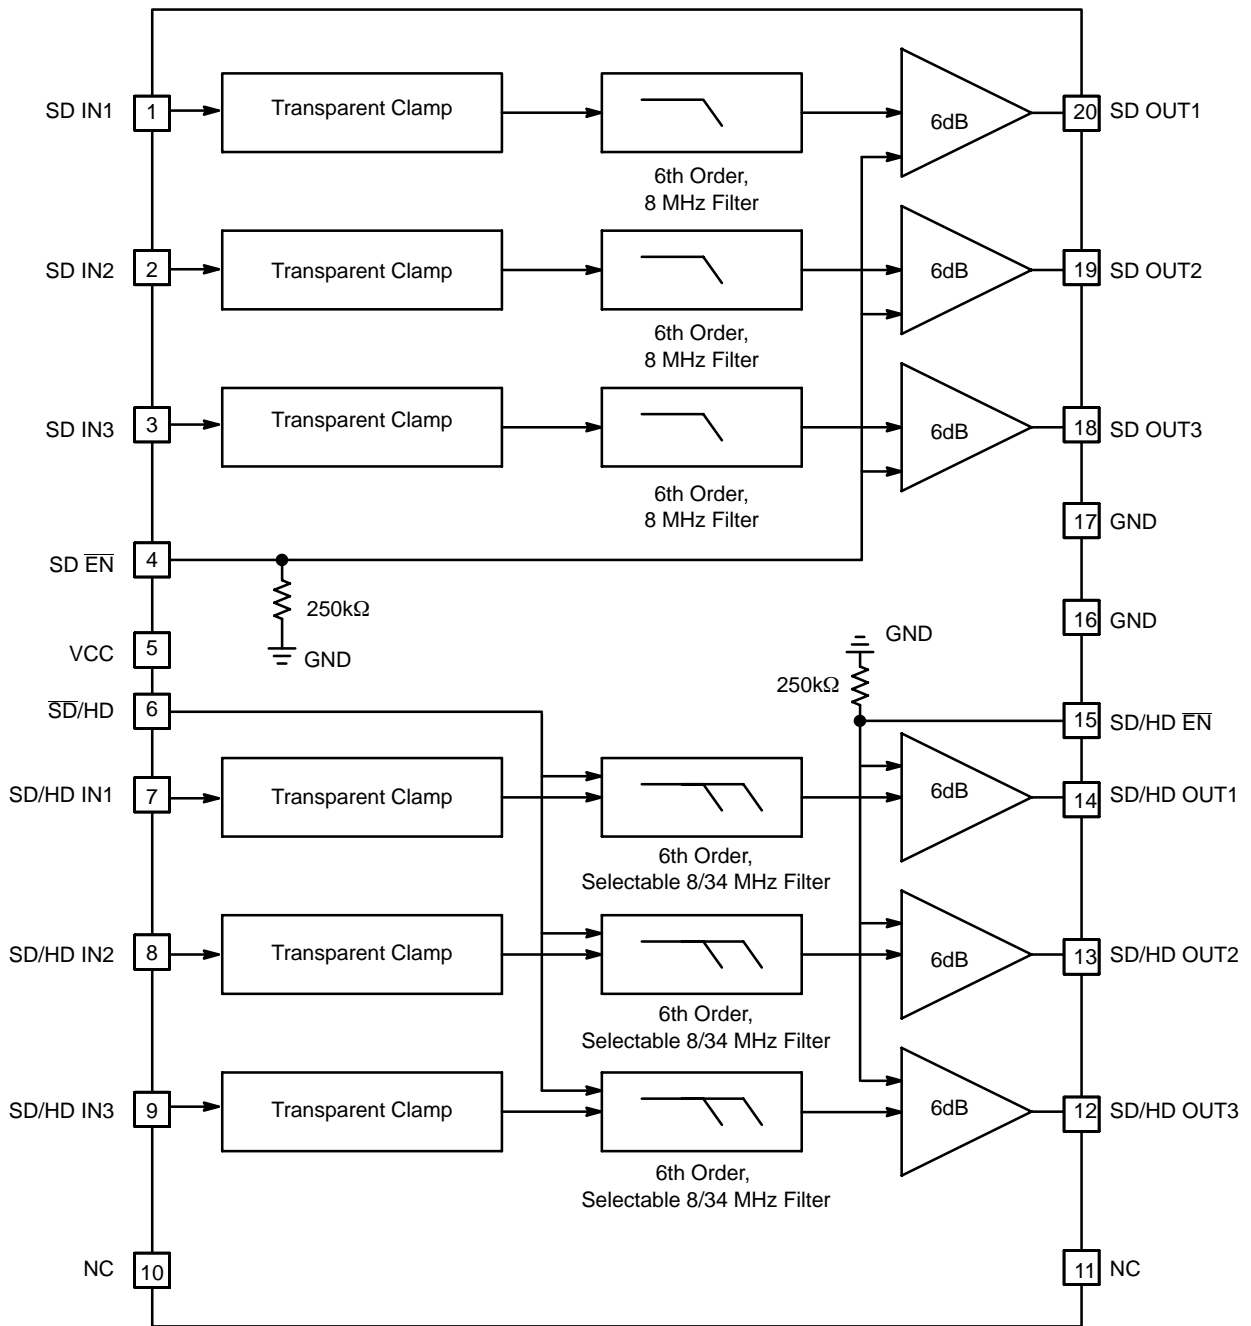 SD IN1
1
Transparent Clamp
6th Order,
8 MHz Filter
6dB
20
SD OUT1
SD IN2
2
Transparent Clamp
6th Order,
8 MHz Filter
6dB
19
SD OUT2
SD IN3
3
Transparent Clamp
6th Order,
8 MHz Filter
6dB
18
SD OUT3
17
GND
SD E̅N̅
4
250kΩ
GND
16
GND
VCC
5
GND
250kΩ
S̅D̅/HD
6
15
SD/HD E̅N̅
SD/HD IN1
7
Transparent Clamp
6th Order,
Selectable 8/34 MHz Filter
6dB
14
SD/HD OUT1
SD/HD IN2
8
Transparent Clamp
6th Order,
Selectable 8/34 MHz Filter
6dB
13
SD/HD OUT2
SD/HD IN3
9
Transparent Clamp
6th Order,
Selectable 8/34 MHz Filter
6dB
12
SD/HD OUT3
NC
10
11
NC